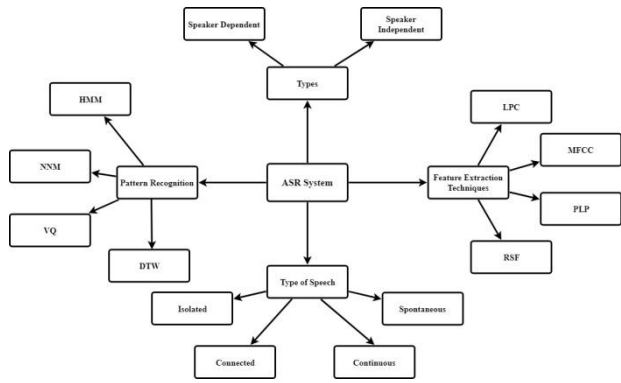 Speaker Dependent
Speaker
Independent
Types
HMM
LPC
NNM
MFCC
Pattern Recognition
ASR System
Feature Extraction
Techniques
VQ
PLP
DTW
RSF
Type of Speech
Isolated
Spontaneous
Connected
Continuous